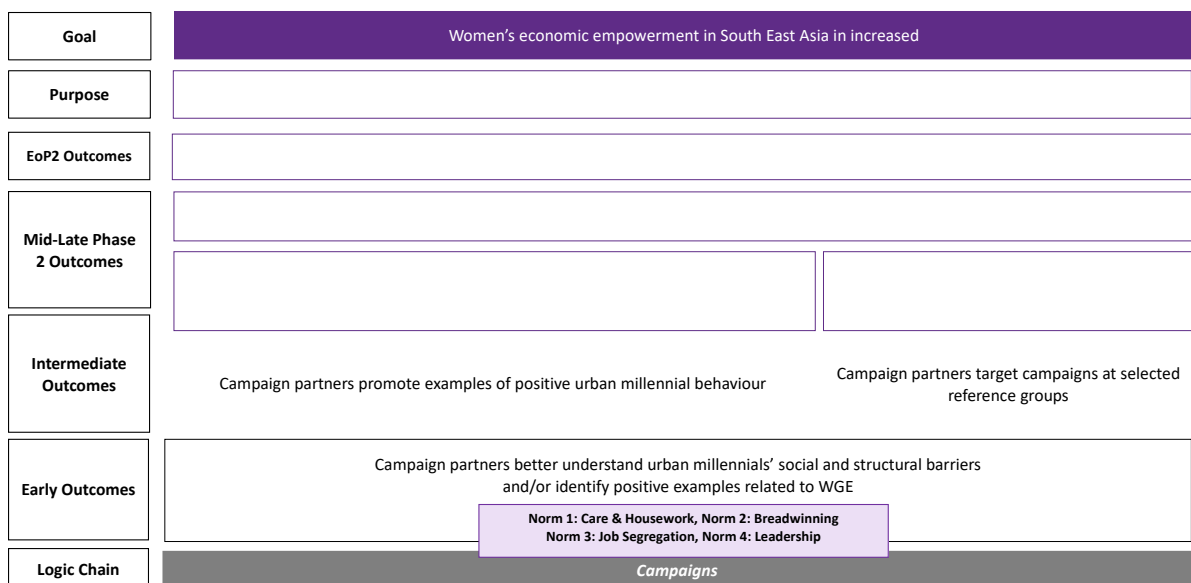 Goal
Women’s economic empowerment in South East Asia in increased
Purpose
EoP2 Outcomes
Mid-Late Phase
2 Outcomes
Intermediate
Outcomes
Campaign partners promote examples of positive urban millennial behaviour
Campaign partners target campaigns at selected
reference groups
Early Outcomes
Campaign partners better understand urban millennials’ social and structural barriers
and/or identify positive examples related to WGE
Norm 1: Care & Housework, Norm 2: Breadwinning
Norm 3: Job Segregation, Norm 4: Leadership
Logic Chain
Campaigns